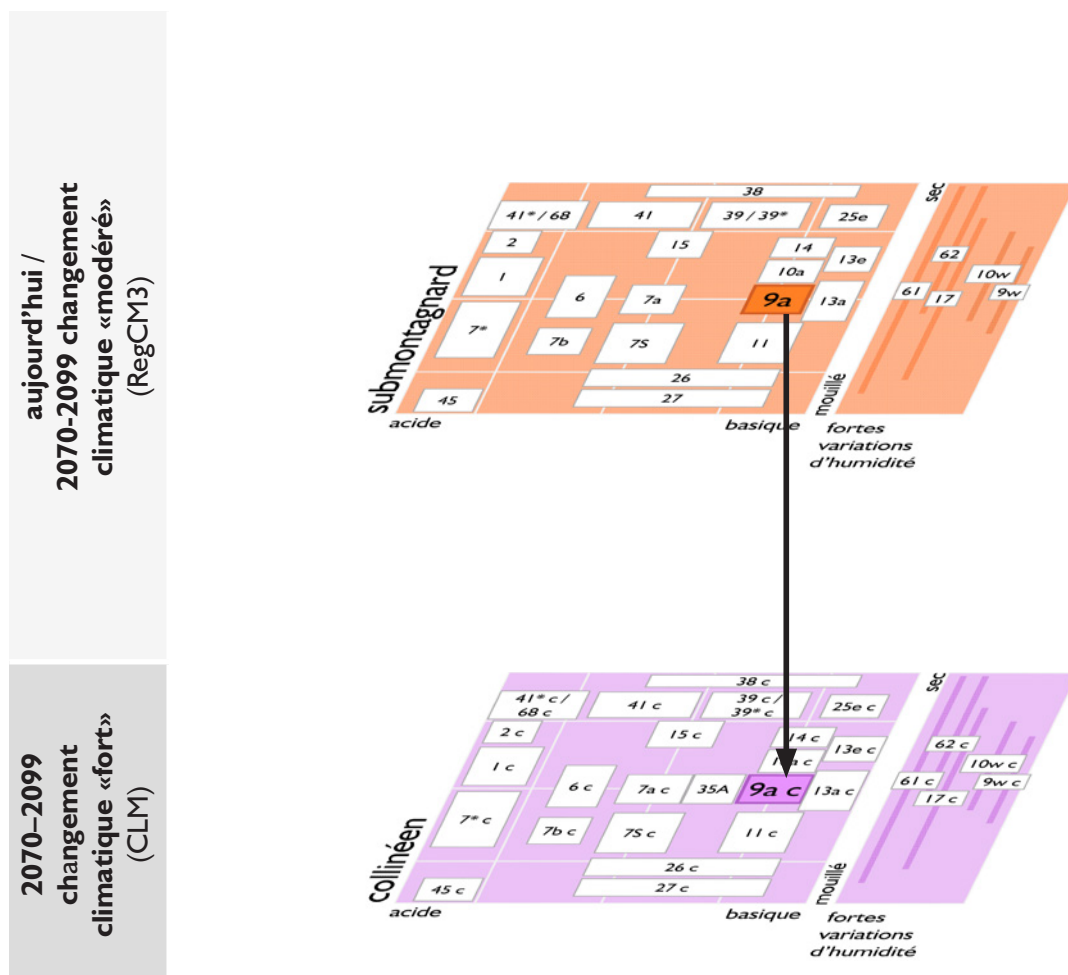 aujourd'hui /
2070-2099 changement
climatique «modéré»
(RegCM3)
submontagnard
38
41* / 68
41
39 / 39*
25e
2
15
14
13e
1
10a
6
7a
9a
13a
7*
7b
7S
11
26
27
45
acide
basique
sec
mouillé
62
10w
61
17
9w
fortes
variations
d'humidité
2070–2099
changement
climatique «fort»
(CLM)
collinéen
38 c
41* c /
68 c
41 c
39 c /
39* c
25e c
2 c
15 c
14 c
13e c
1 c
6 c
7a c
35A
9a c
13a c
7* c
7b c
7S c
11 c
26 c
27 c
45 c
acide
basique
sec
mouillé
62 c
10w c
61 c
17 c
9w c
fortes
variations
d'humidité